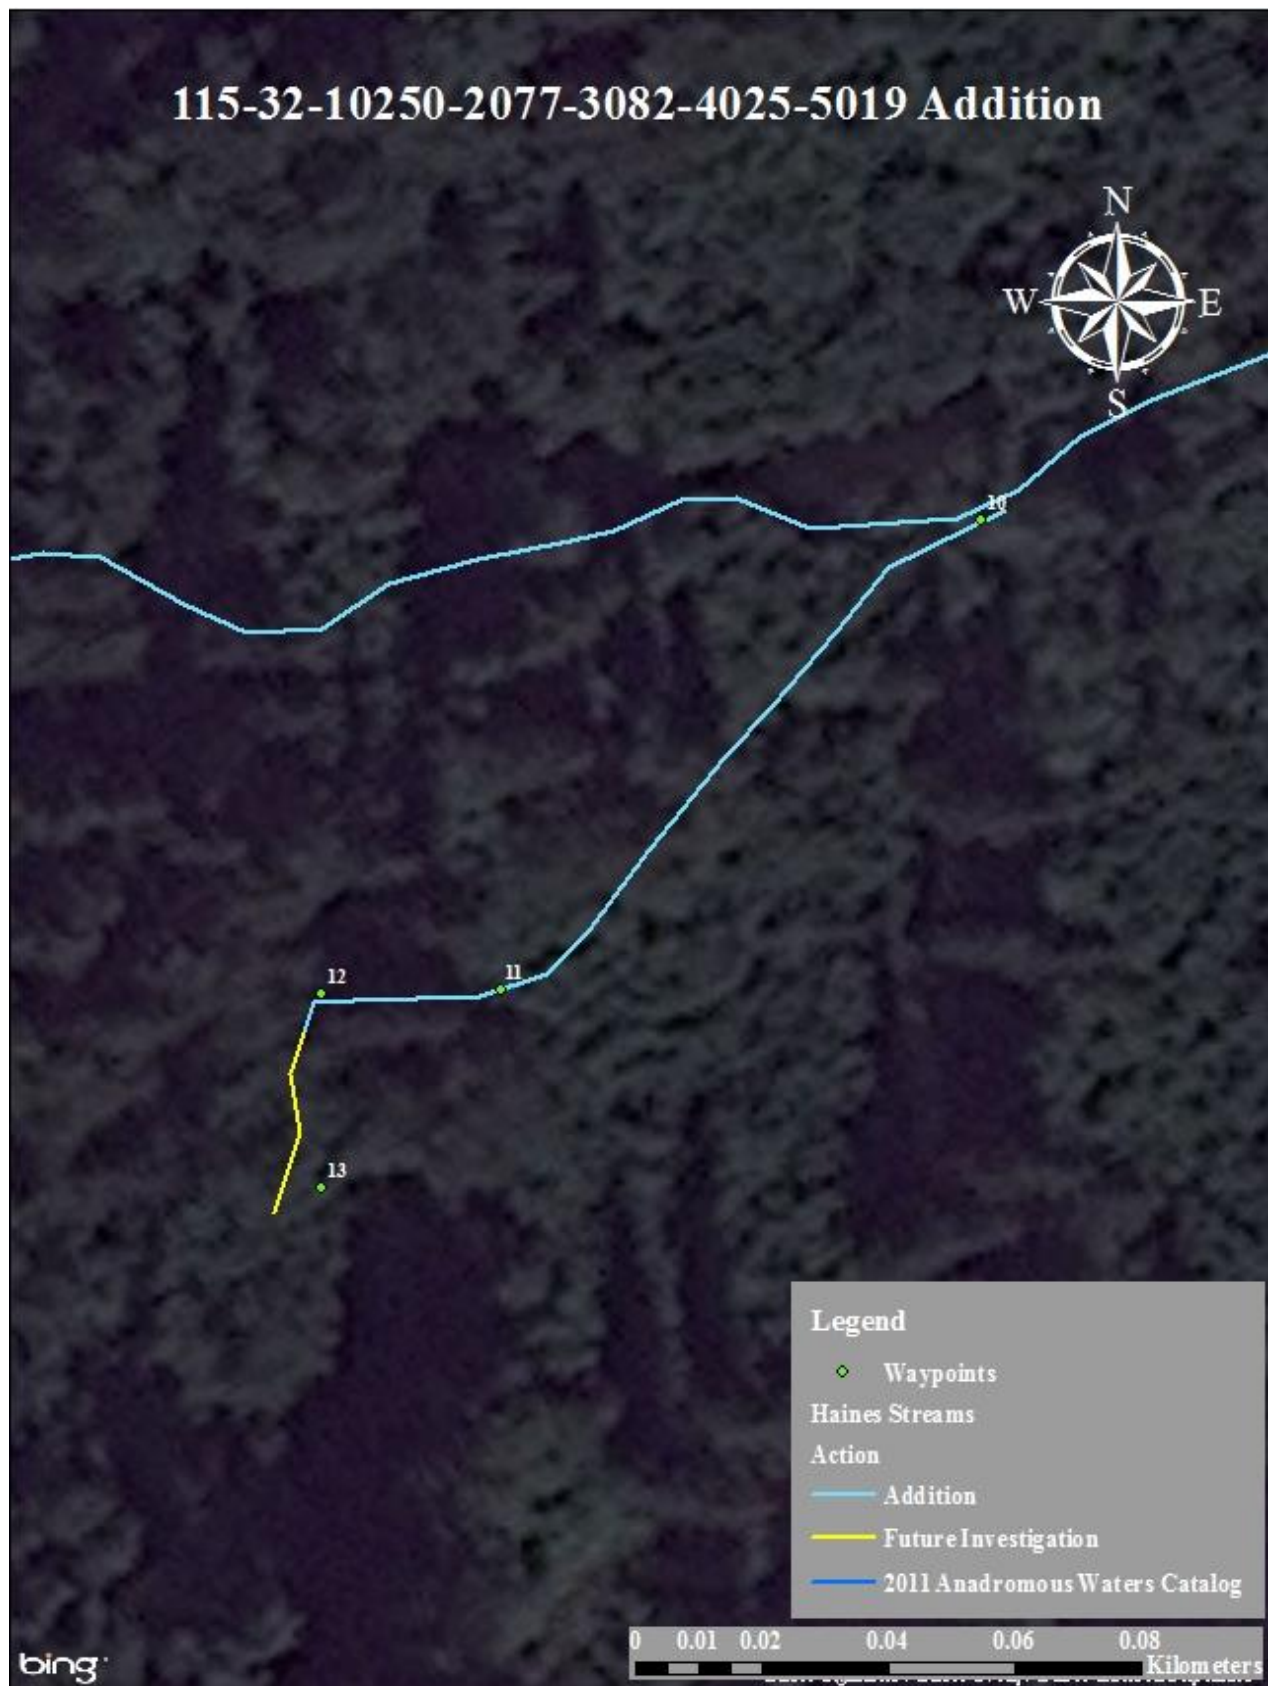 115-32-10250-2077-3082-4025-5019 Addition
N
W E
S
10
12
11
13
Legend
Waypoints
Haines Streams
Action
Addition
Future Investigation
2011 Anadromous Waters Catalog
0 0.01 0.02 0.04 0.06 0.08
Kilometers
bing